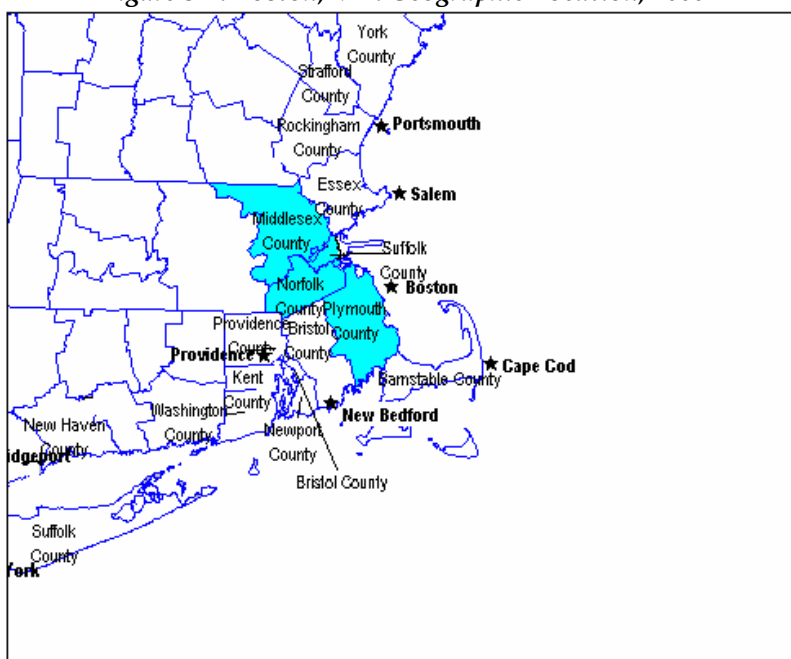 York
County
Strafford
County
Rockingham
County
Portsmouth
Essex
County
Salem
Middlesex
County
Suffolk
County
Norfolk
County
Boston
Plymouth
County
Providence
County
Bristol
County
Providence
Kent
County
Cape Cod
Barnstable County
Washington
County
New Bedford
New Haven
County
Newport
County
idgeport
Bristol County
Suffolk
County
York